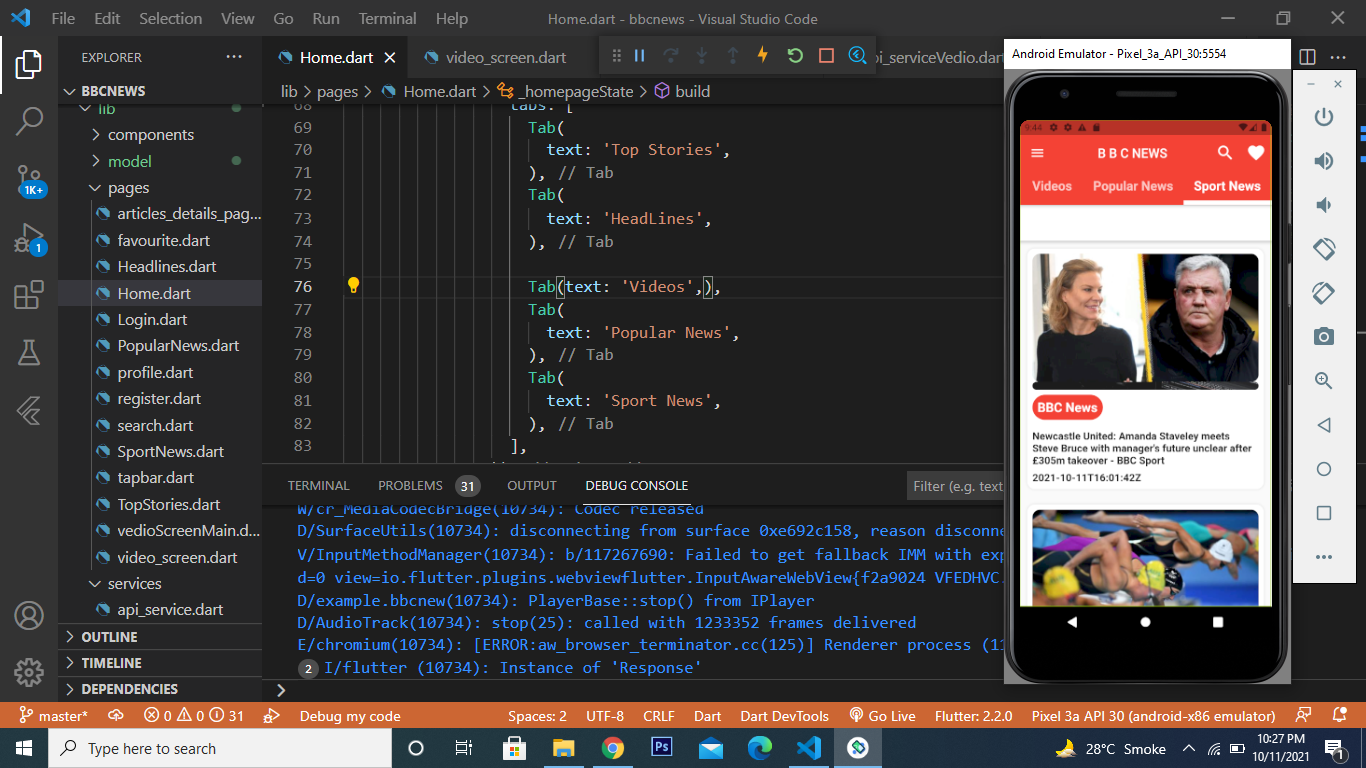 File Edit Selection View Go Run Terminal Help Home.dart - bbcnews - Visual Studio Code
EXPLORER
BBCNEWS
lib
components
model
pages
articles_details_pag...
favourite.dart
Headlines.dart
Home.dart
Login.dart
PopularNews.dart
profile.dart
register.dart
search.dart
SportNews.dart
tapbar.dart
TopStories.dart
vedioScreenMain.d...
video_screen.dart
services
api_service.dart
OUTLINE
TIMELINE
DEPENDENCIES
1K+
1
Home.dart video_screen.dart pi_serviceVedio.dart
lib > pages > Home.dart > _homepageState > build
68 tabs: [
69 Tab(
70 text: 'Top Stories',
71 ), // Tab
72 Tab(
73 text: 'HeadLines',
74 ), // Tab
75
76 Tab(text: 'Videos',),
77 Tab(
78 text: 'Popular News',
79 ), // Tab
80 Tab(
81 text: 'Sport News',
82 ), // Tab
83 ],
TERMINAL PROBLEMS 31 OUTPUT DEBUG CONSOLE Filter (e.g. text
W/cr_MediaCodecBridge(10734): Codec released
D/SurfaceUtils(10734): disconnecting from surface 0xe692c158, reason disconne
V/InputMethodManager(10734): b/117267690: Failed to get fallback IMM with exp
d=0 view=io.flutter.plugins.webviewflutter.InputAwareWebView{f2a9024 VFEDHVC.
D/example.bbcnew(10734): PlayerBase::stop() from IPlayer
D/AudioTrack(10734): stop(25): called with 1233352 frames delivered
E/chromium(10734): [ERROR:aw_browser_terminator.cc(125)] Renderer process (11
2 I/flutter (10734): Instance of 'Response'
Android Emulator - Pixel_3a_API_30:5554
9:44
B B C NEWS
Videos Popular News Sport News
BBC News
Newcastle United: Amanda Staveley meets
Steve Bruce with manager's future unclear after
£305m takeover - BBC Sport
2021-10-11T16:01:42Z
master* 0 0 31 Debug my code Spaces: 2 UTF-8 CRLF Dart Dart DevTools Go Live Flutter: 2.2.0 Pixel 3a API 30 (android-x86 emulator)
Type here to search Ps 28°C Smoke 10:27 PM
10/11/2021
1